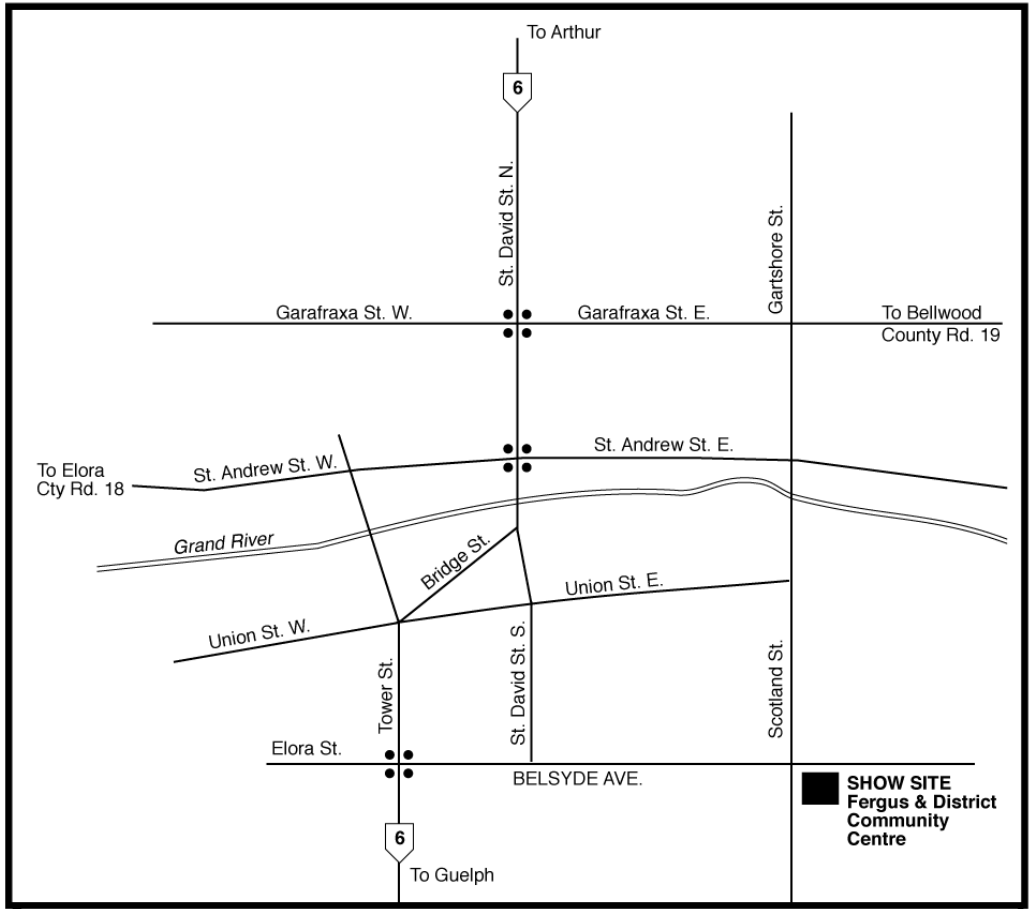 To Arthur
6
St. David St. N.
Gartshore St.
Garafraxa St. W.
Garafraxa St. E.
To Bellwood
County Rd. 19
St. Andrew St. E.
To Elora
Cty Rd. 18
St. Andrew St. W.
Grand River
Bridge St.
Union St. E.
Union St. W.
Tower St.
St. David St. S.
Scotland St.
Elora St.
BELSYDE AVE.
SHOW SITE
Fergus & District
Community
Centre
6
To Guelph